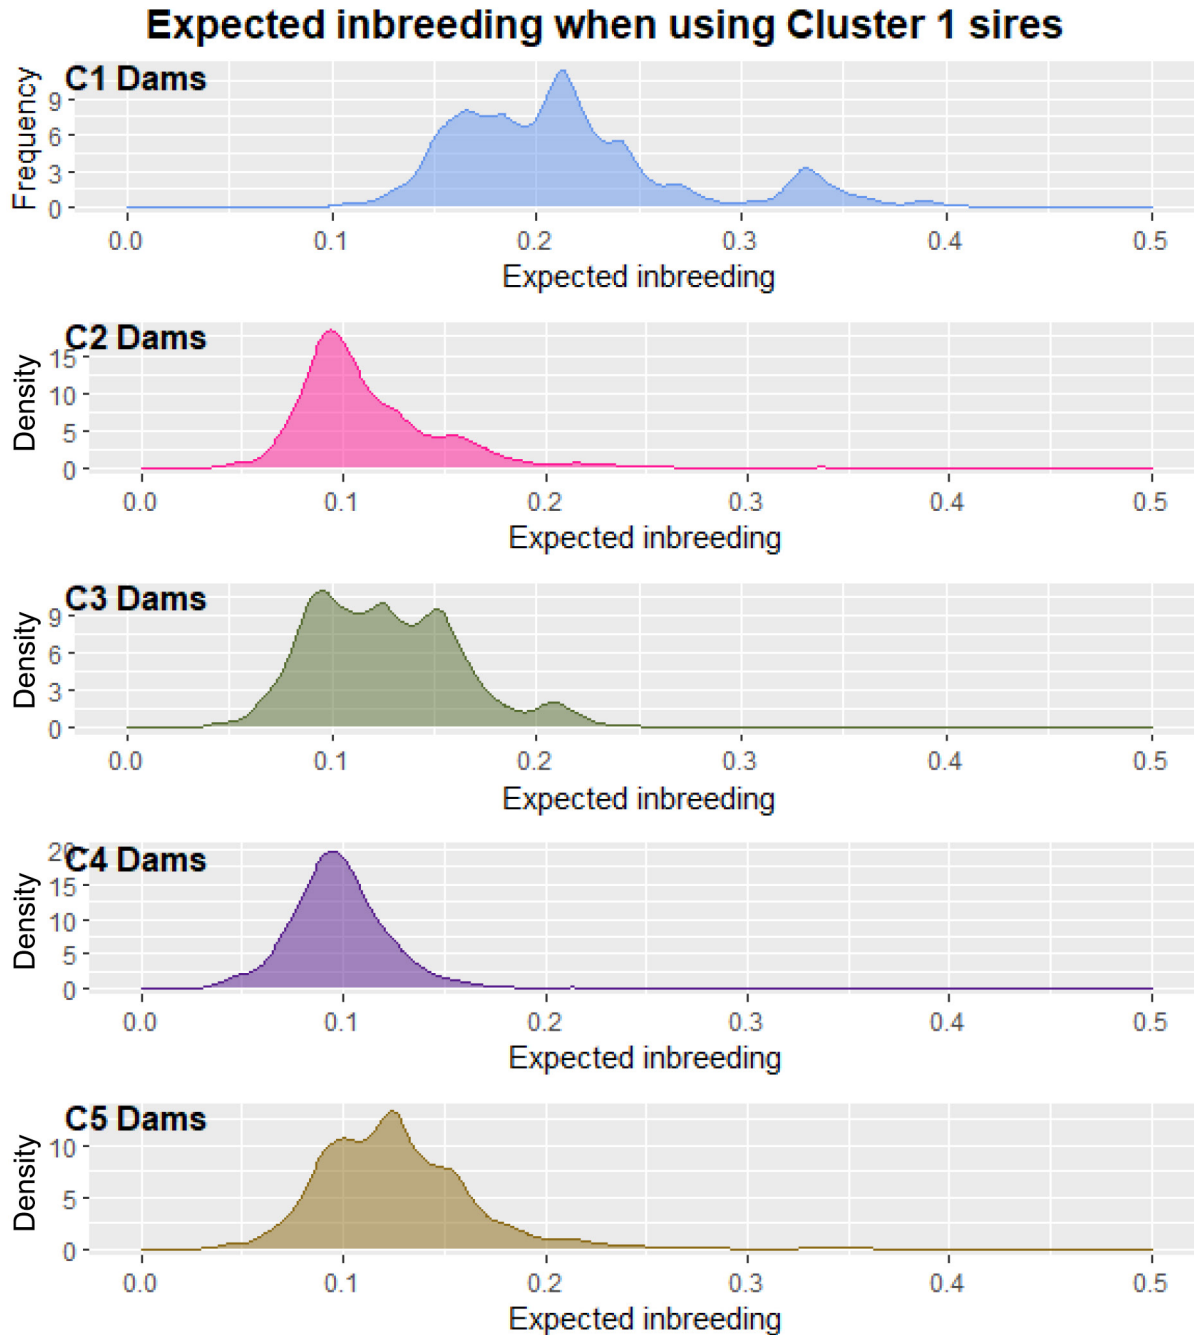 Expected inbreeding when using Cluster 1 sires
C1 Dams
Frequency
9
6
3
0
0.0 0.1 0.2 0.3 0.4 0.5
Expected inbreeding
C2 Dams
Density
15
10
5
0
0.0 0.1 0.2 0.3 0.4 0.5
Expected inbreeding
C3 Dams
Density
9
6
3
0
0.0 0.1 0.2 0.3 0.4 0.5
Expected inbreeding
20
C4 Dams
Density
15
10
5
0
0.0 0.1 0.2 0.3 0.4 0.5
Expected inbreeding
C5 Dams
Density
10
5
0
0.0 0.1 0.2 0.3 0.4 0.5
Expected inbreeding